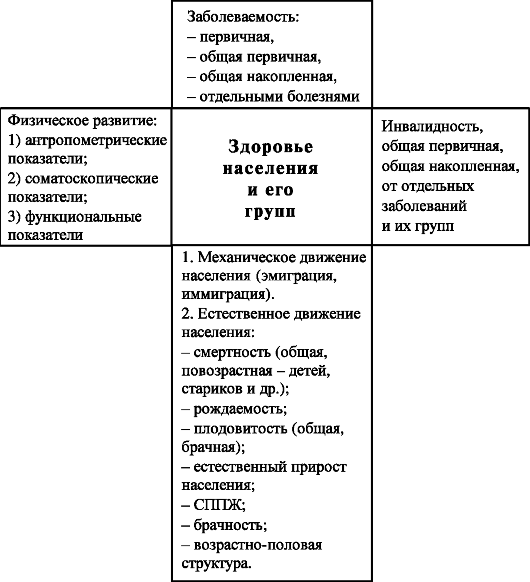 Заболеваемость:
– первичная,
– общая первичная,
– общая накопленная,
– отдельными болезнями
Физическое развитие:
1) антропометрические
показатели;
2) соматоскопические
показатели;
3) функциональные
показатели
Здоровье
населения
и его
групп
Инвалидность,
общая первичная,
общая накопленная,
от отдельных
заболеваний
и их групп
1. Механическое движение
населения (эмиграция,
иммиграция).
2. Естественное движение
населения:
– смертность (общая,
повозрастная – детей,
стариков и др.);
– рождаемость;
– плодовитость (общая,
брачная);
– естественный прирост
населения;
– СППЖ;
– брачность;
– возрастно-половая
структура.